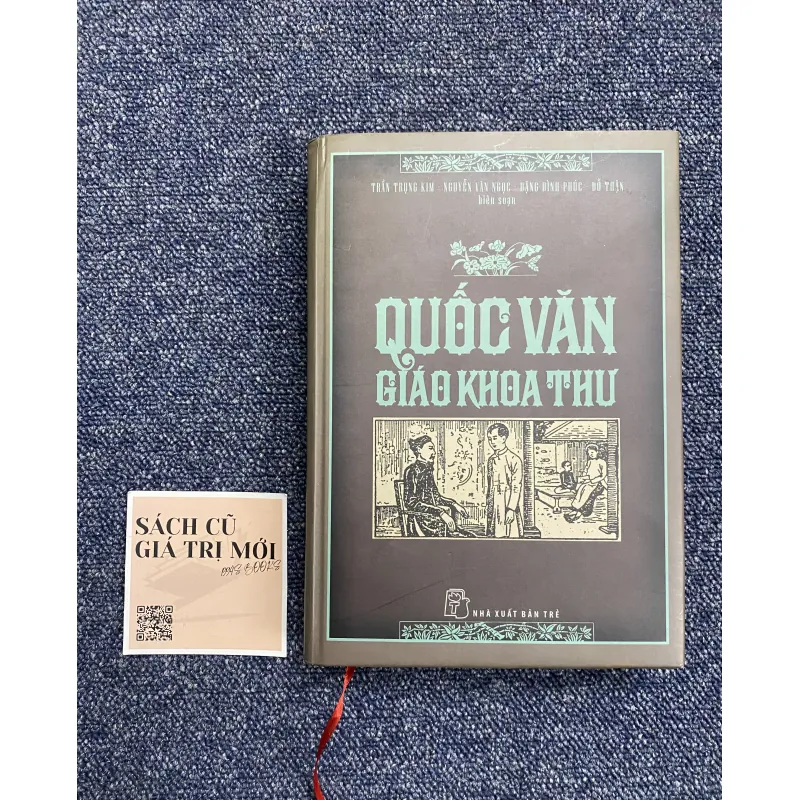 TRẦN TRỌNG KIM - NGUYỄN VĂN NGỌC - ĐẶNG ĐÌNH PHÚC - ĐỖ THẬN
biên soạn
QUỐC VĂN
GIÁO KHOA THƯ
NHÀ XUẤT BẢN TRẺ
SÁCH CŨ
GIÁ TRỊ MỚI